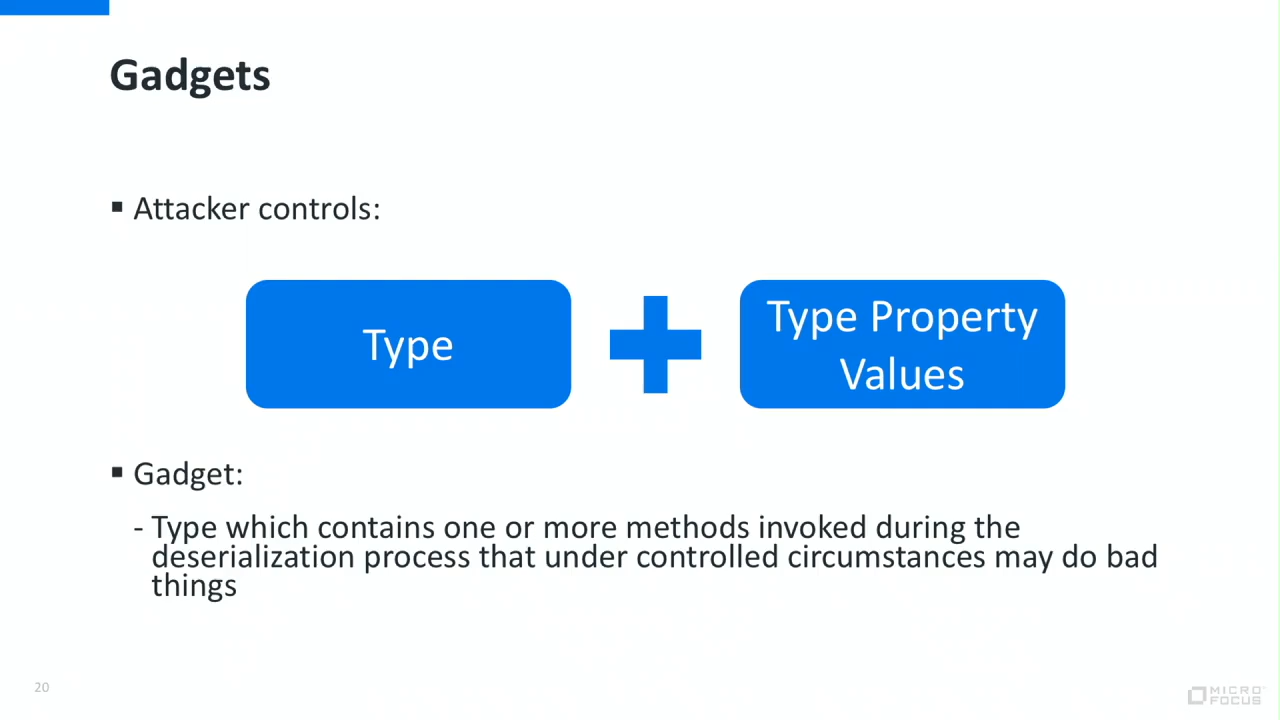 Gadgets
▪ Attacker controls:
Type
Type Property
Values
▪ Gadget:
- Type which contains one or more methods invoked during the
deserialization process that under controlled circumstances may do bad
things
20
MICRO
FOCUS